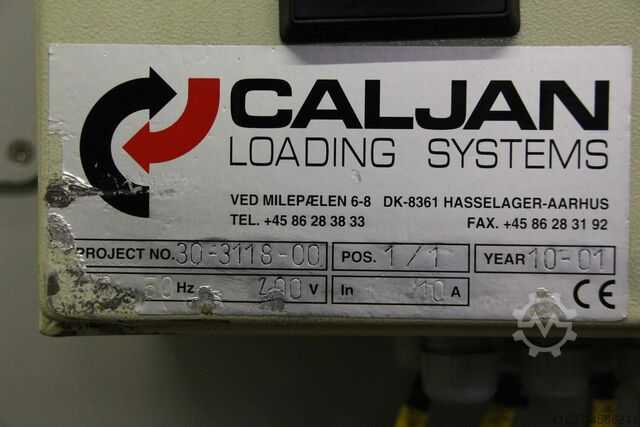 CALJAN
LOADING SYSTEMS
VED MILEPÆLEN 6-8 DK-8361 HASSELAGER-AARHUS
TEL. +45 86 28 38 33 FAX. +45 86 28 31 92
PROJECT NO. 30-3118-00 POS. 1/1 YEAR 10-01
50 Hz V In 10 A CE